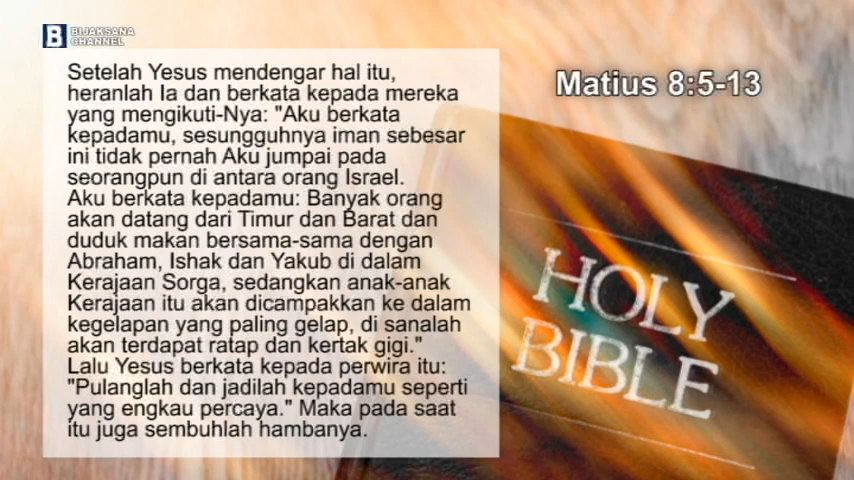 BIJAKSANA
CHANNEL
Setelah Yesus mendengar hal itu,
heranlah Ia dan berkata kepada mereka
yang mengikuti-Nya: "Aku berkata
kepadamu, sesungguhnya iman sebesar
ini tidak pernah Aku jumpai pada
seorangpun di antara orang Israel.
Aku berkata kepadamu: Banyak orang
akan datang dari Timur dan Barat dan
duduk makan bersama-sama dengan
Abraham, Ishak dan Yakub di dalam
Kerajaan Sorga, sedangkan anak-anak
Kerajaan itu akan dicampakkan ke dalam
kegelapan yang paling gelap, di sanalah
akan terdapat ratap dan kertak gigi."
Lalu Yesus berkata kepada perwira itu:
"Pulanglah dan jadilah kepadamu seperti
yang engkau percaya." Maka pada saat
itu juga sembuhlah hambanya.
Matius 8:5-13
HOLY
BIBLE